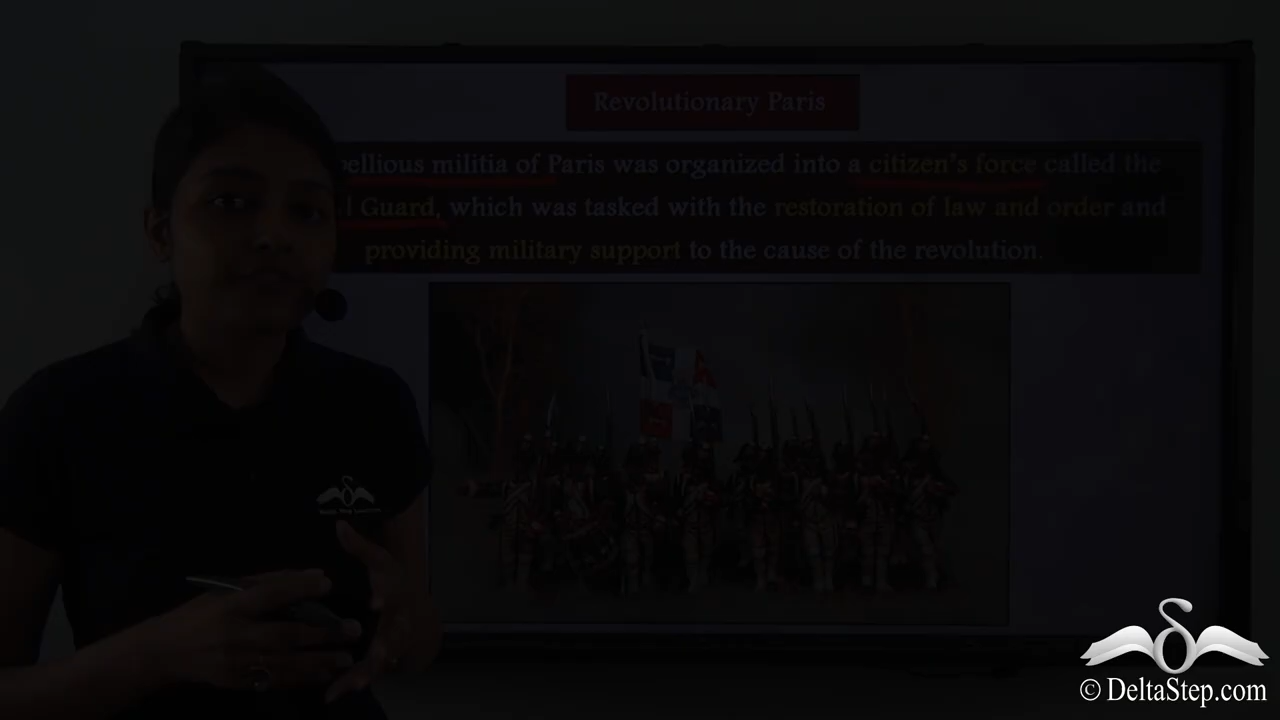 Revolutionary Paris
bellious militia of Paris was organized into a citizen's force called the
l Guard, which was tasked with the restoration of law and order and
providing military support to the cause of the revolution.
© DeltaStep.com